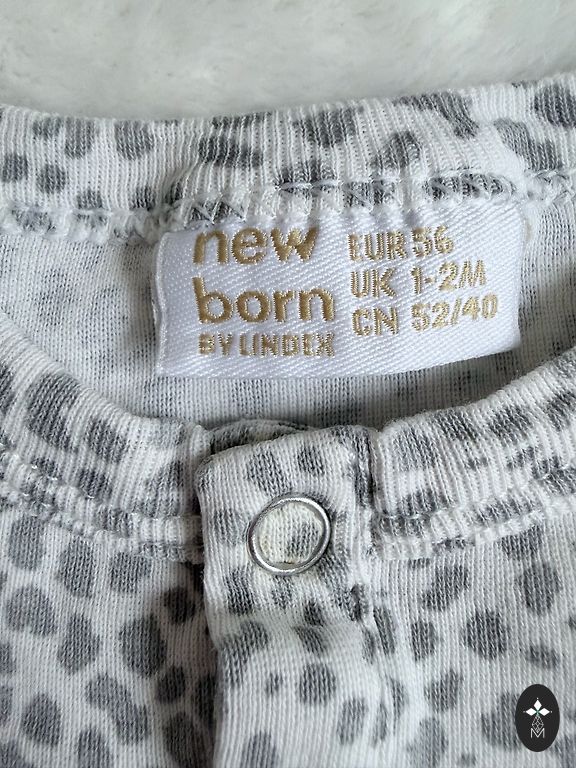 new
born
BY LINDEX
EUR 56
UK 1-2M
CN 52/40
M